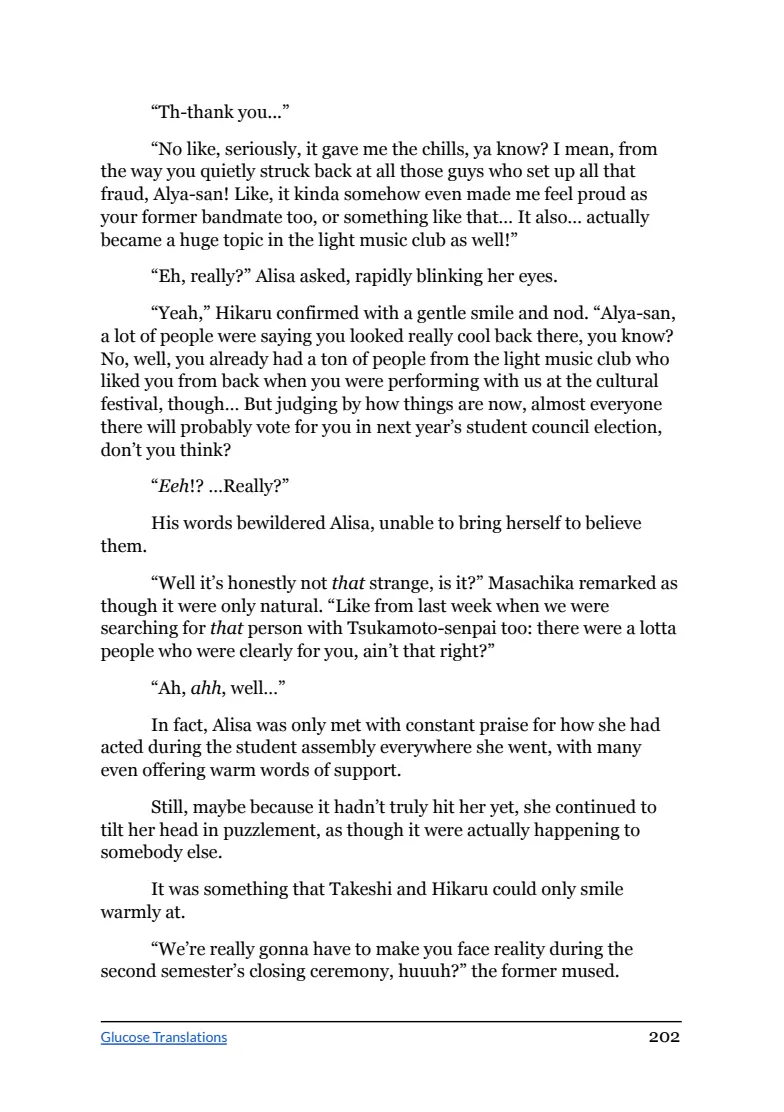 “Th-thank you...”
“No like, seriously, it gave me the chills, ya know? I mean, from
the way you quietly struck back at all those guys who set up all that
fraud, Alya-san! Like, it kinda somehow even made me feel proud as
your former bandmate too, or something like that... It also... actually
became a huge topic in the light music club as well!”
“Eh, really?” Alisa asked, rapidly blinking her eyes.
“Yeah,” Hikaru confirmed with a gentle smile and nod. “Alya-san,
a lot of people were saying you looked really cool back there, you know?
No, well, you already had a ton of people from the light music club who
liked you from back when you were performing with us at the cultural
festival, though... But judging by how things are now, almost everyone
there will probably vote for you in next year’s student council election,
don’t you think?
“Eeh!? ...Really?”
His words bewildered Alisa, unable to bring herself to believe
them.
“Well it’s honestly not that strange, is it?” Masachika remarked as
though it were only natural. “Like from last week when we were
searching for that person with Tsukamoto-senpai too: there were a lotta
people who were clearly for you, ain’t that right?”
“Ah, ahh, well...”
In fact, Alisa was only met with constant praise for how she had
acted during the student assembly everywhere she went, with many
even offering warm words of support.
Still, maybe because it hadn’t truly hit her yet, she continued to
tilt her head in puzzlement, as though it were actually happening to
somebody else.
It was something that Takeshi and Hikaru could only smile
warmly at.
“We’re really gonna have to make you face reality during the
second semester’s closing ceremony, huuuh?” the former mused.
Glucose Translations 202